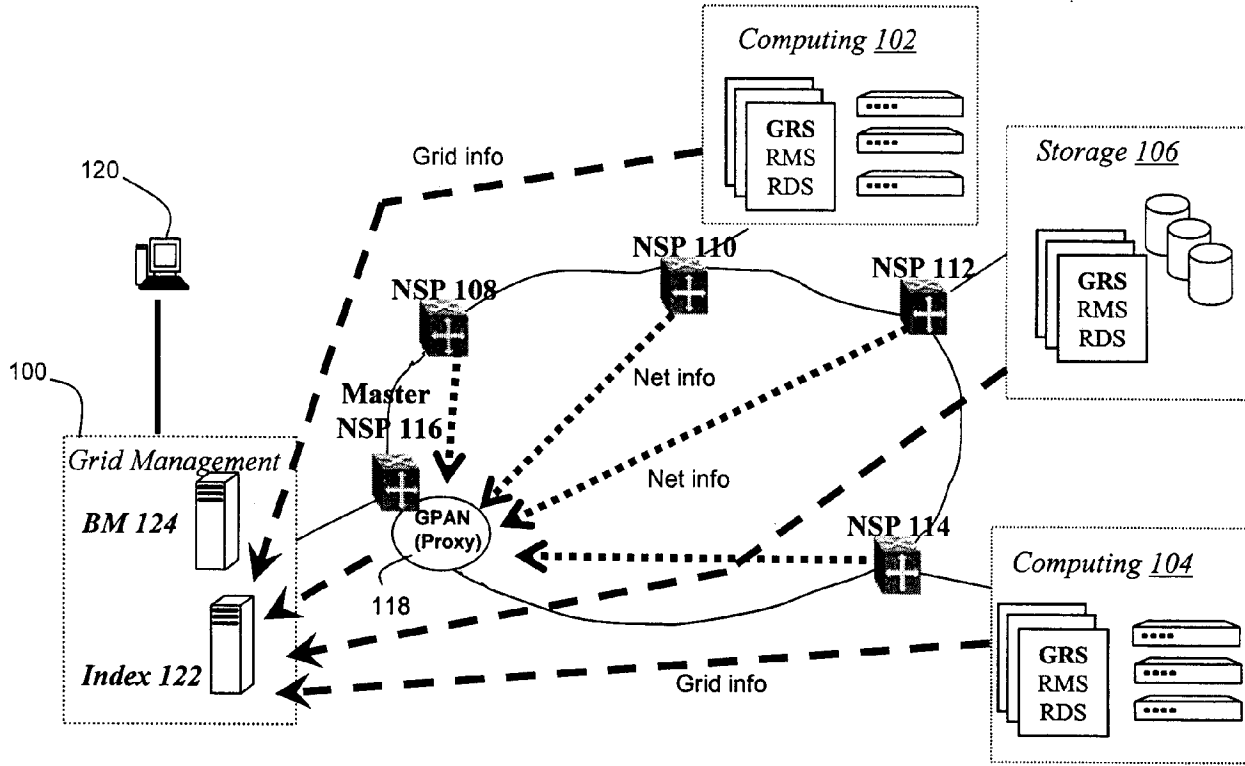 Computing 102
GRS
RMS
RDS
Grid info
Storage 106
GRS
RMS
RDS
120
NSP 110
NSP 112
NSP 108
Net info
100
Master
NSP 116
Grid Management
Net info
BM 124
GPAN
(Proxy)
NSP 114
Computing 104
118
GRS
RMS
RDS
Index 122
Grid info